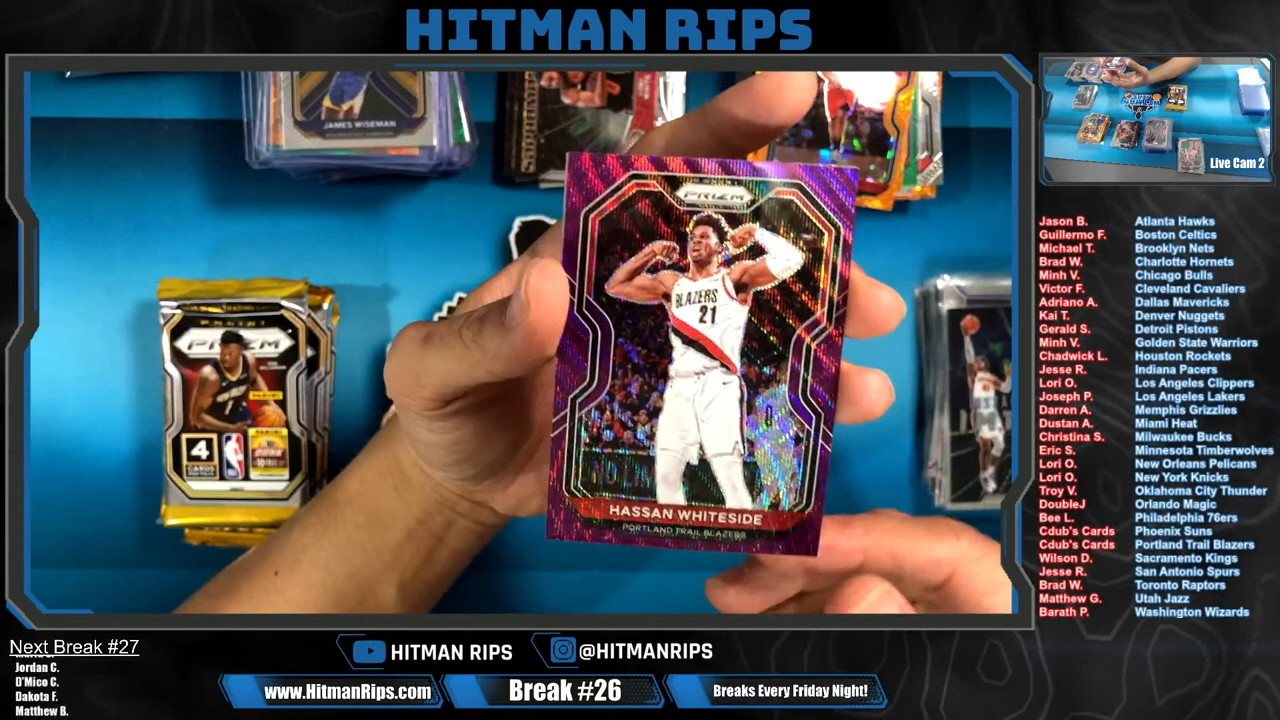 HITMAN RIPS
JAMES WISEMAN
PRIZM
BLAZERS
21
HASSAN WHITESIDE
PORTLAND TRAIL BLAZERS
PANINI
PRIZM
4
CARDS
NBA
Live Cam 2
Jason B. Atlanta Hawks
Guillermo F. Boston Celtics
Michael T. Brooklyn Nets
Brad W. Charlotte Hornets
Minh V. Chicago Bulls
Victor F. Cleveland Cavaliers
Adriano A. Dallas Mavericks
Kai T. Denver Nuggets
Gerald S. Detroit Pistons
Minh V. Golden State Warriors
Chadwick L. Houston Rockets
Jesse R. Indiana Pacers
Lori O. Los Angeles Clippers
Joseph P. Los Angeles Lakers
Darren A. Memphis Grizzlies
Dustan A. Miami Heat
Christina S. Milwaukee Bucks
Eric S. Minnesota Timberwolves
Lori O. New Orleans Pelicans
Lori O. New York Knicks
Troy V. Oklahoma City Thunder
DoubleJ Orlando Magic
Bee L. Philadelphia 76ers
Cdub's Cards Phoenix Suns
Cdub's Cards Portland Trail Blazers
Wilson D. Sacramento Kings
Jesse R. San Antonio Spurs
Brad W. Toronto Raptors
Matthew G. Utah Jazz
Barath P. Washington Wizards
Next Break #27
Jordan C.
D'Mico C.
Dakota F.
Matthew B.
HITMAN RIPS
@HITMANRIPS
www.HitmanRips.com
Break #26
Breaks Every Friday Night!